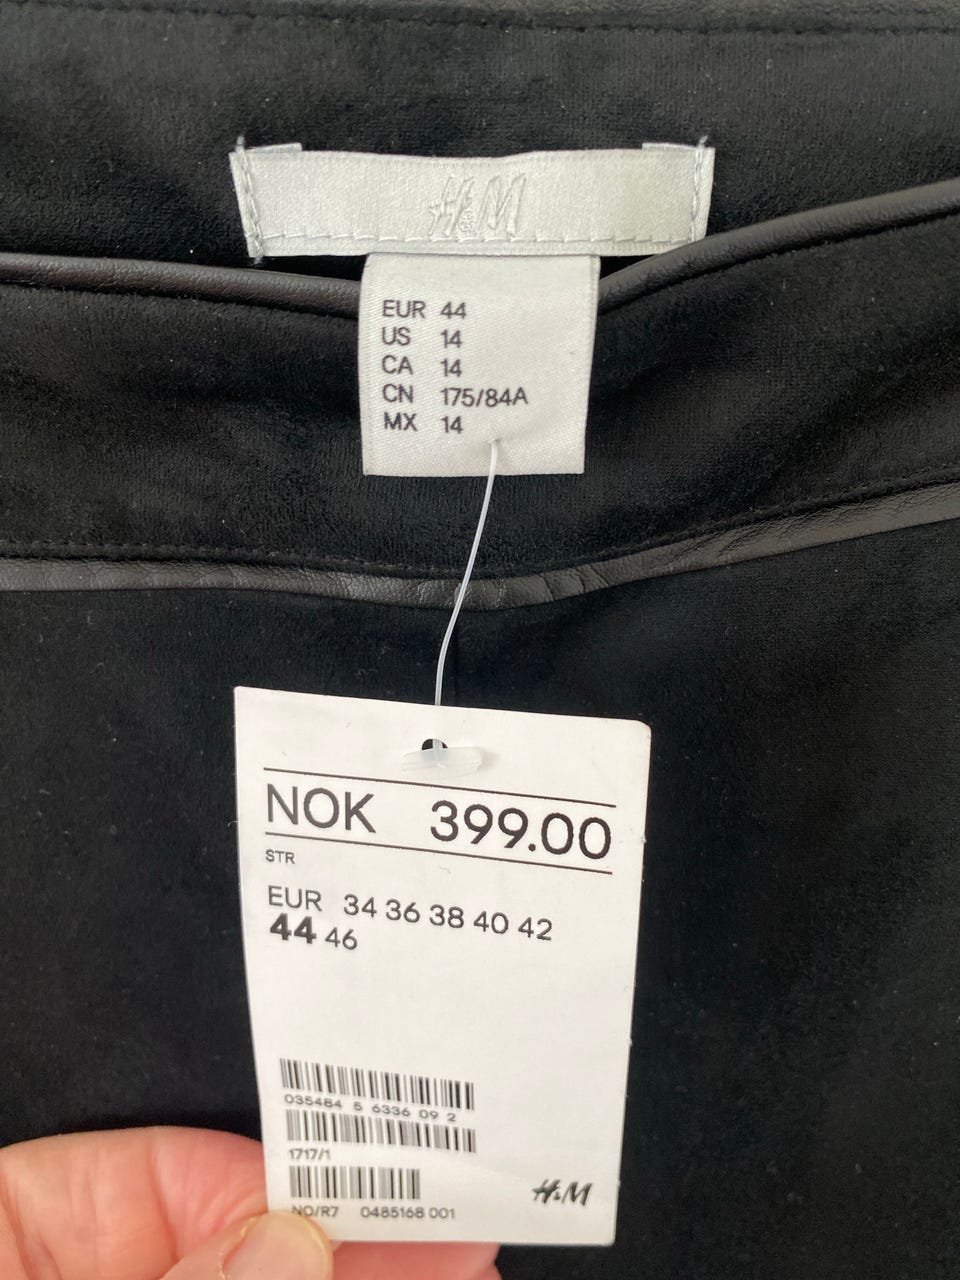 H&M
EUR 44
US 14
CA 14
CN 175/84A
MX 14
NOK 399.00
STR
EUR 34 36 38 40 42
44 46
035484 5 6336 09 2
1717/1
H&M
NO/R7 0485168 001